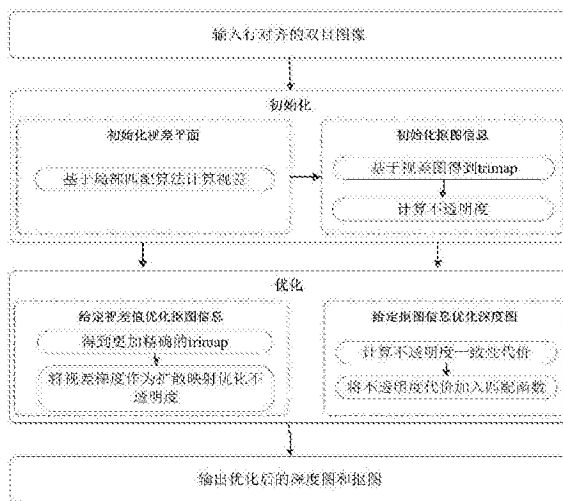 输入行对齐的双目图像
初始化
初始化视差平面
基于局部匹配算法计算视差
初始化抠图信息
基于视差图得到trimap
计算不透明度
优化
给定视差值优化抠图信息
得到更加精确的trimap
将视差梯度作为扩散映射优化不
透明度
给定抠图信息优化深度图
计算不透明度一致性代价
将不透明度代价加入匹配函数
输出优化后的深度图和抠图